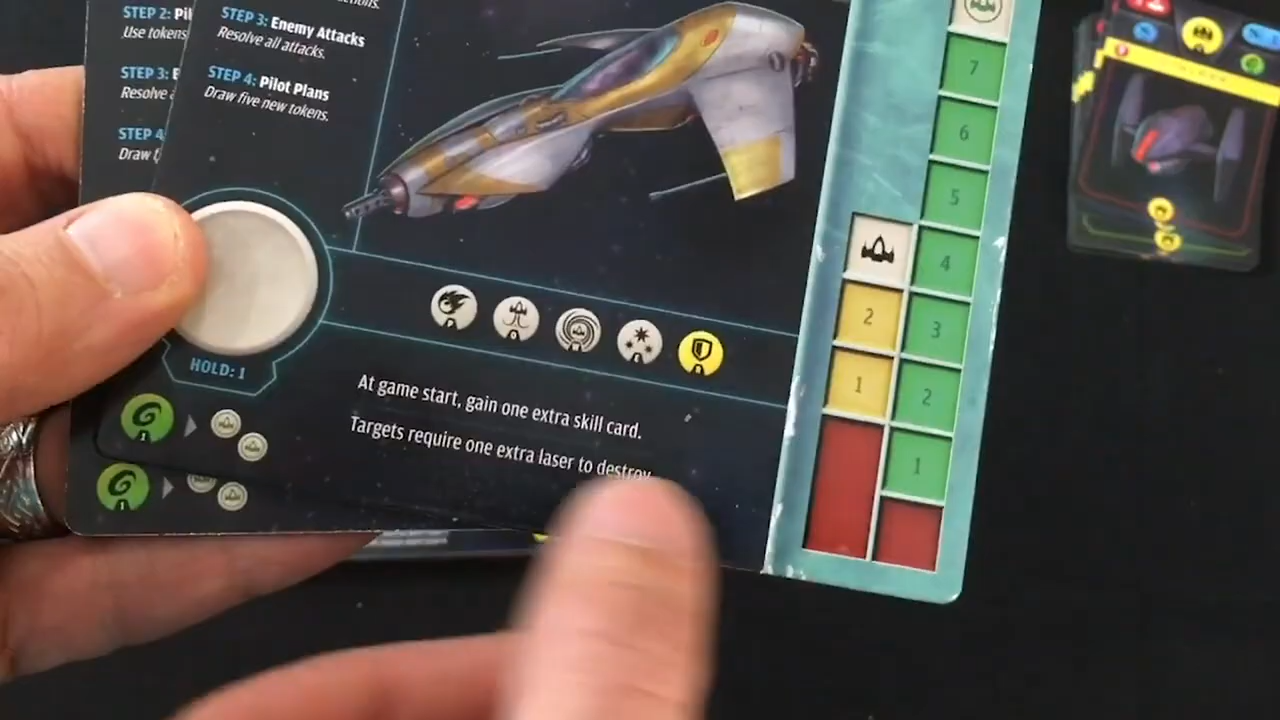 STEP 2:
Use tokens
STEP 3:
Resolve
STEP 4
Draw
STEP 3: Enemy Attacks
Resolve all attacks.
STEP 4: Pilot Plans
Draw five new tokens.
HOLD: 1
At game start, gain one extra skill card.
Targets require one extra laser to destroy
7
6
5
4
3
2
1
2
1